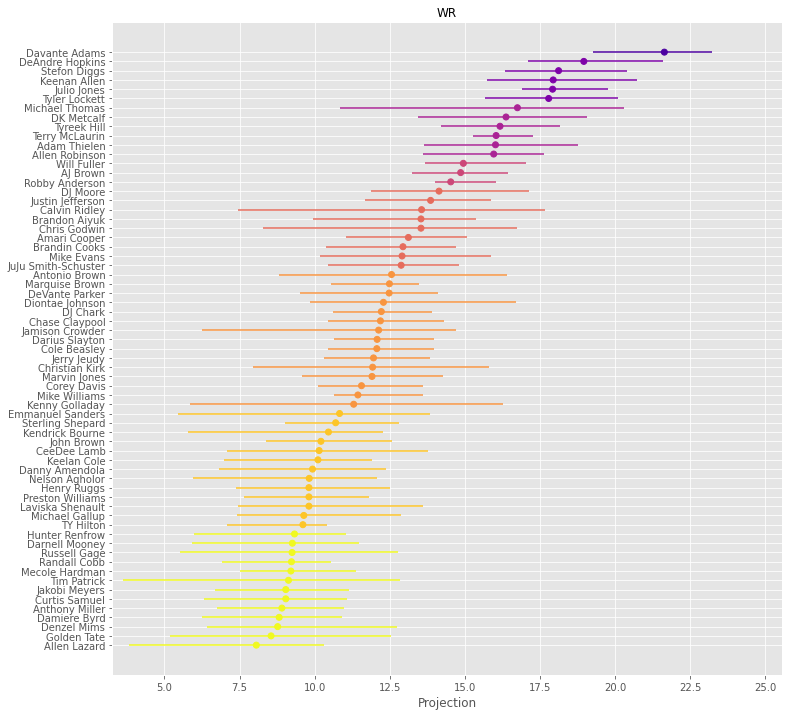 WR
Davante Adams
DeAndre Hopkins
Stefon Diggs
Keenan Allen
Julio Jones
Tyler Lockett
Michael Thomas
DK Metcalf
Tyreek Hill
Terry McLaurin
Adam Thielen
Allen Robinson
Will Fuller
AJ Brown
Robby Anderson
DJ Moore
Justin Jefferson
Calvin Ridley
Brandon Aiyuk
Chris Godwin
Amari Cooper
Brandin Cooks
Mike Evans
JuJu Smith-Schuster
Antonio Brown
Marquise Brown
DeVante Parker
Diontae Johnson
DJ Chark
Chase Claypool
Jamison Crowder
Darius Slayton
Cole Beasley
Jerry Jeudy
Christian Kirk
Marvin Jones
Corey Davis
Mike Williams
Kenny Golladay
Emmanuel Sanders
Sterling Shepard
Kendrick Bourne
John Brown
CeeDee Lamb
Keelan Cole
Danny Amendola
Nelson Agholor
Henry Ruggs
Preston Williams
Laviska Shenault
Michael Gallup
TY Hilton
Hunter Renfrow
Darnell Mooney
Russell Gage
Randall Cobb
Mecole Hardman
Tim Patrick
Jakobi Meyers
Curtis Samuel
Anthony Miller
Damiere Byrd
Denzel Mims
Golden Tate
Allen Lazard
5.0 7.5 10.0 12.5 15.0 17.5 20.0 22.5 25.0
Projection